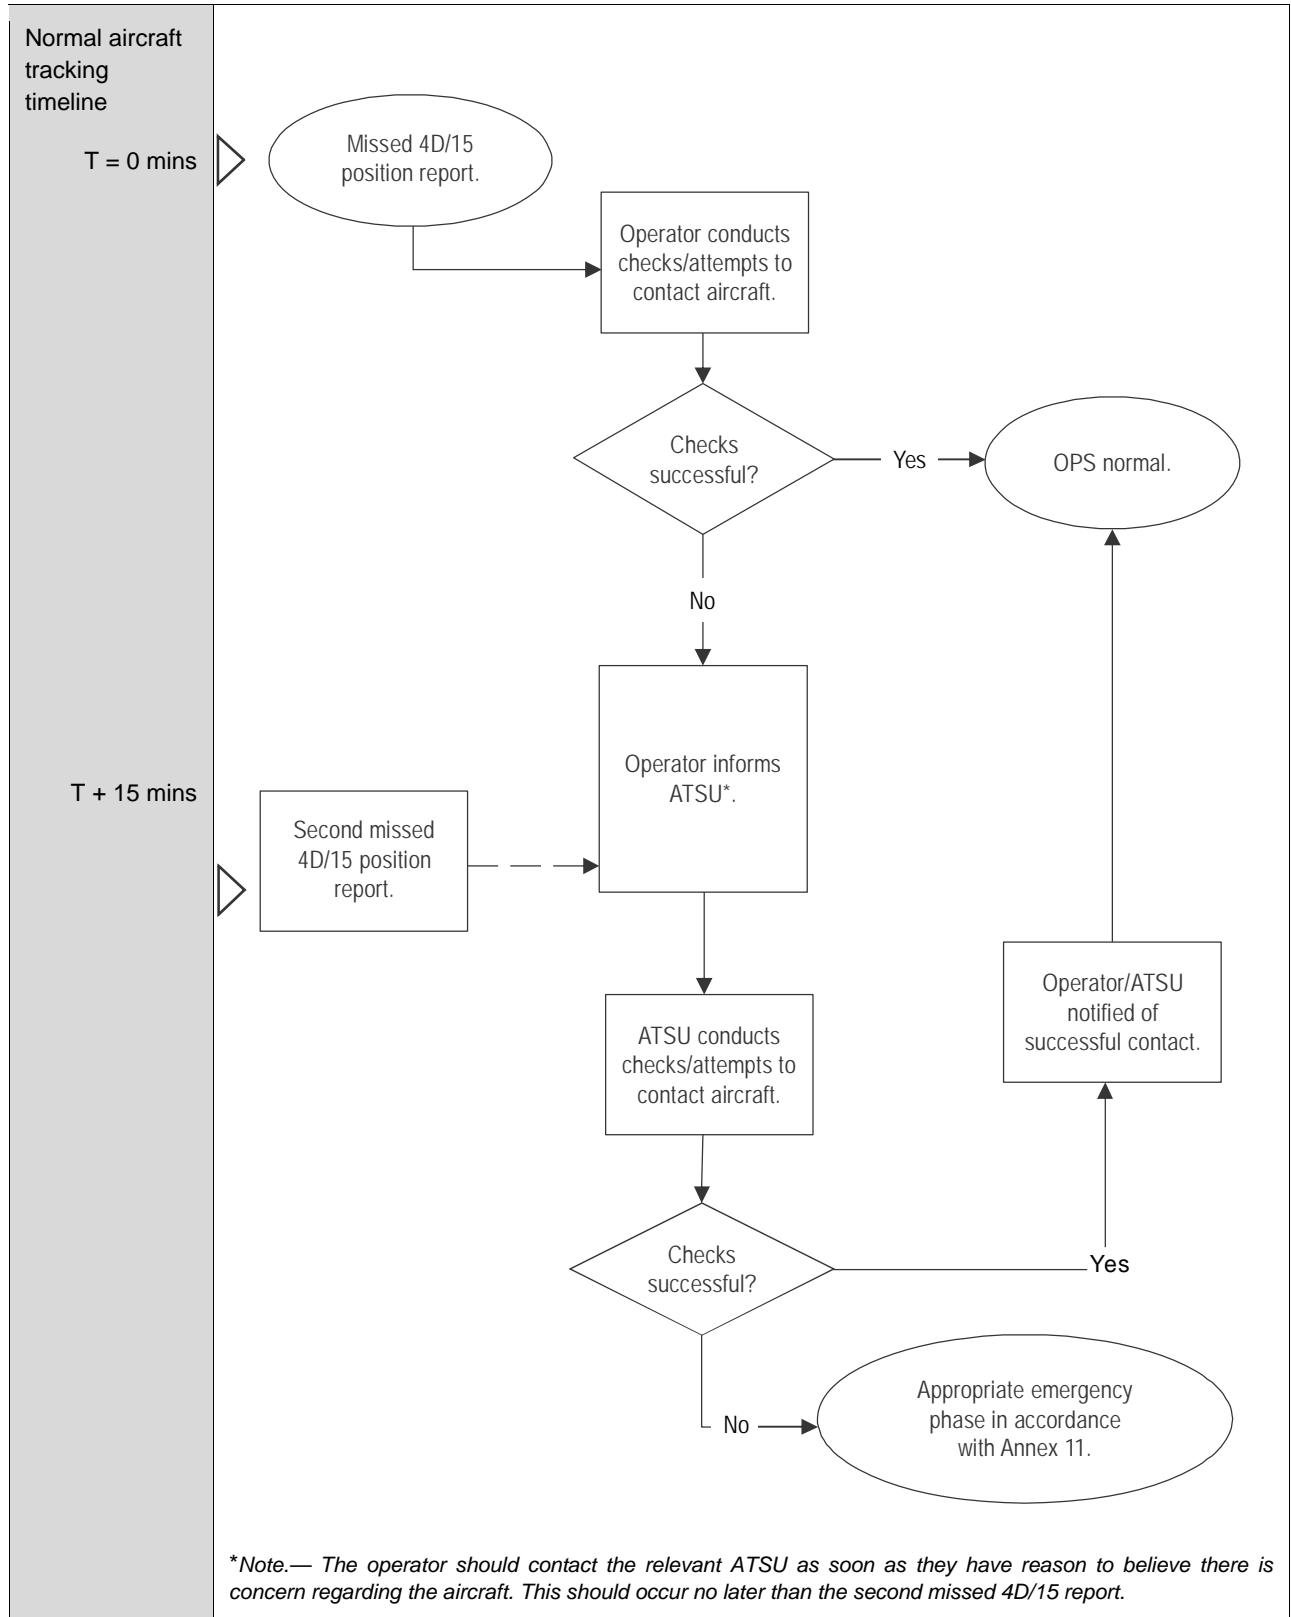 Normal aircraft
tracking
timeline
T = 0 mins
Missed 4D/15
position report.
Operator conducts
checks/attempts to
contact aircraft.
Checks
successful?
Yes
OPS normal.
No
Operator informs
ATSU*.
T + 15 mins
Second missed
4D/15 position
report.
ATSU conducts
checks/attempts to
contact aircraft.
Operator/ATSU
notified of
successful contact.
Checks
successful?
Yes
No
Appropriate emergency
phase in accordance
with Annex 11.
*Note.— The operator should contact the relevant ATSU as soon as they have reason to believe there is
concern regarding the aircraft. This should occur no later than the second missed 4D/15 report.